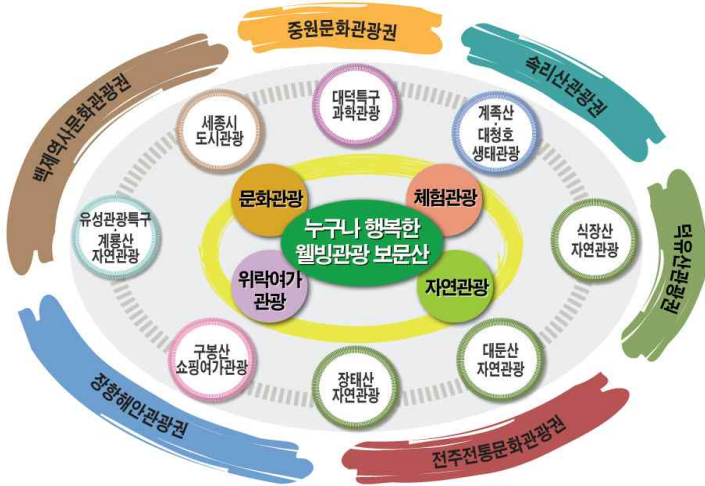 중원문화관광권
속리산관광권
백제역사문화관광권
덕유산관광권
장항해안관광권
전주전통문화관광권
대덕특구
과학관광
세종시
도시관광
계족산
·
대청호
생태관광
유성관광특구
·
계룡산
자연관광
식장산
자연관광
구봉산
쇼핑여가관광
장태산
자연관광
대둔산
자연관광
문화관광
체험관광
누구나 행복한
웰빙관광 보문산
위락여가
관광
자연관광